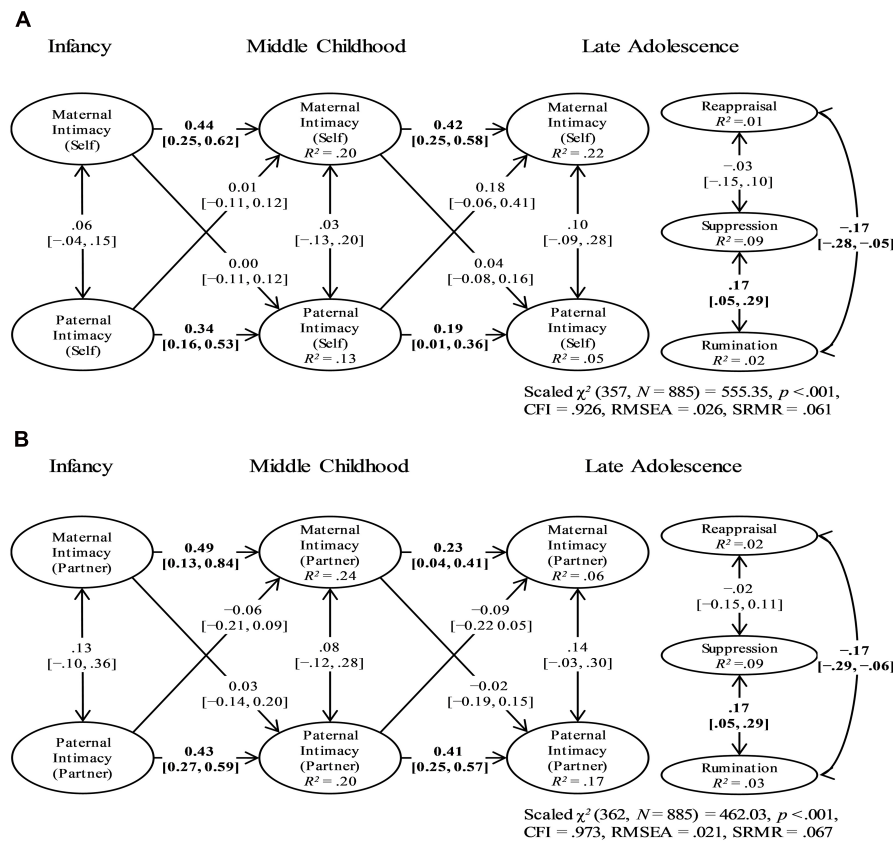 A
Infancy
Middle Childhood
Late Adolescence
Maternal
Intimacy
(Self)
0.44
[0.25, 0.62]
Maternal
Intimacy
(Self)
R² = .20
0.42
[0.25, 0.58]
Maternal
Intimacy
(Self)
R² = .22
Reappraisal
R² =.01
0.01
[−0.11, 0.12]
0.18
[−0.06, 0.41]
−.03
[−.15, .10]
.06
[−.04, .15]
.03
[−.13, .20]
.10
[−.09, .28]
Suppression
R² =.09
−.17
[−.28, −.05]
0.00
[−0.11, 0.12]
0.04
[−0.08, 0.16]
.17
[.05, .29]
Paternal
Intimacy
(Self)
0.34
[0.16, 0.53]
Paternal
Intimacy
(Self)
R² = .13
0.19
[0.01, 0.36]
Paternal
Intimacy
(Self)
R² = .05
Rumination
R² = .02
Scaled χ² (357, N = 885) = 555.35, p <.001,
CFI = .926, RMSEA = .026, SRMR = .061
B
Infancy
Middle Childhood
Late Adolescence
Maternal
Intimacy
(Partner)
0.49
[0.13, 0.84]
Maternal
Intimacy
(Partner)
R² = .24
0.23
[0.04, 0.41]
Maternal
Intimacy
(Partner)
R² = .06
Reappraisal
R² =.02
−0.06
[−0.21, 0.09]
−0.09
[−0.22 0.05]
−.02
[−0.15, 0.11]
.13
[−.10, .36]
.08
[−.12, .28]
.14
[−.03, .30]
Suppression
R² =.09
−.17
[−.29, −.06]
0.03
[−0.14, 0.20]
−0.02
[−0.19, 0.15]
.17
[.05, .29]
Paternal
Intimacy
(Partner)
0.43
[0.27, 0.59]
Paternal
Intimacy
(Partner)
R² = .20
0.41
[0.25, 0.57]
Paternal
Intimacy
(Partner)
R² = .17
Rumination
R² = .03
Scaled χ² (362, N = 885) = 462.03, p <.001,
CFI = .973, RMSEA = .021, SRMR = .067